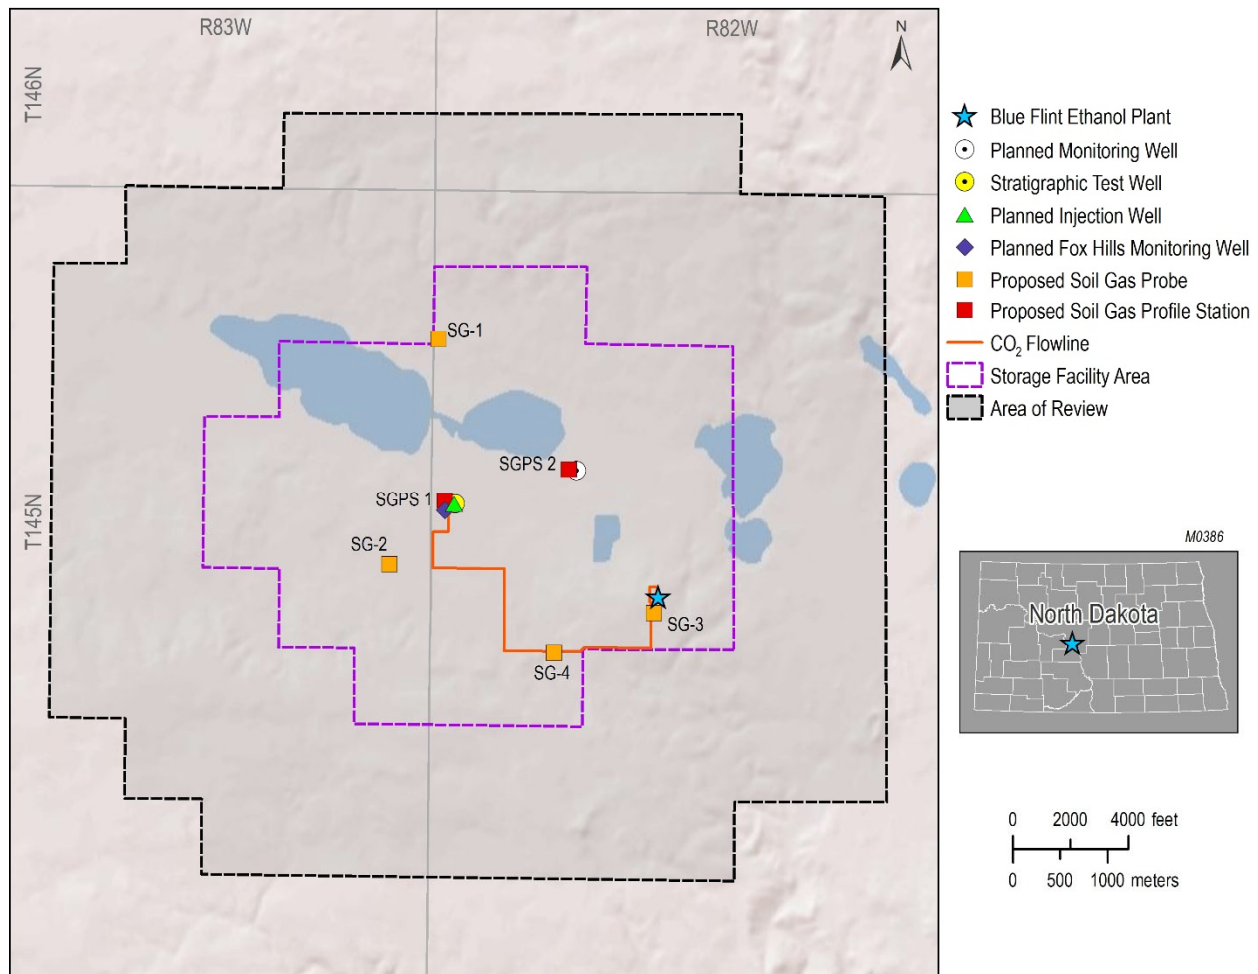 R83W
R82W
N
T146N
T145N
SG-1
SGPS 2
SGPS 1
SG-2
SG-3
SG-4
Blue Flint Ethanol Plant
Planned Monitoring Well
Stratigraphic Test Well
Planned Injection Well
Planned Fox Hills Monitoring Well
Proposed Soil Gas Probe
Proposed Soil Gas Profile Station
CO₂ Flowline
Storage Facility Area
Area of Review
M0386
North Dakota
0 2000 4000 feet
0 500 1000 meters